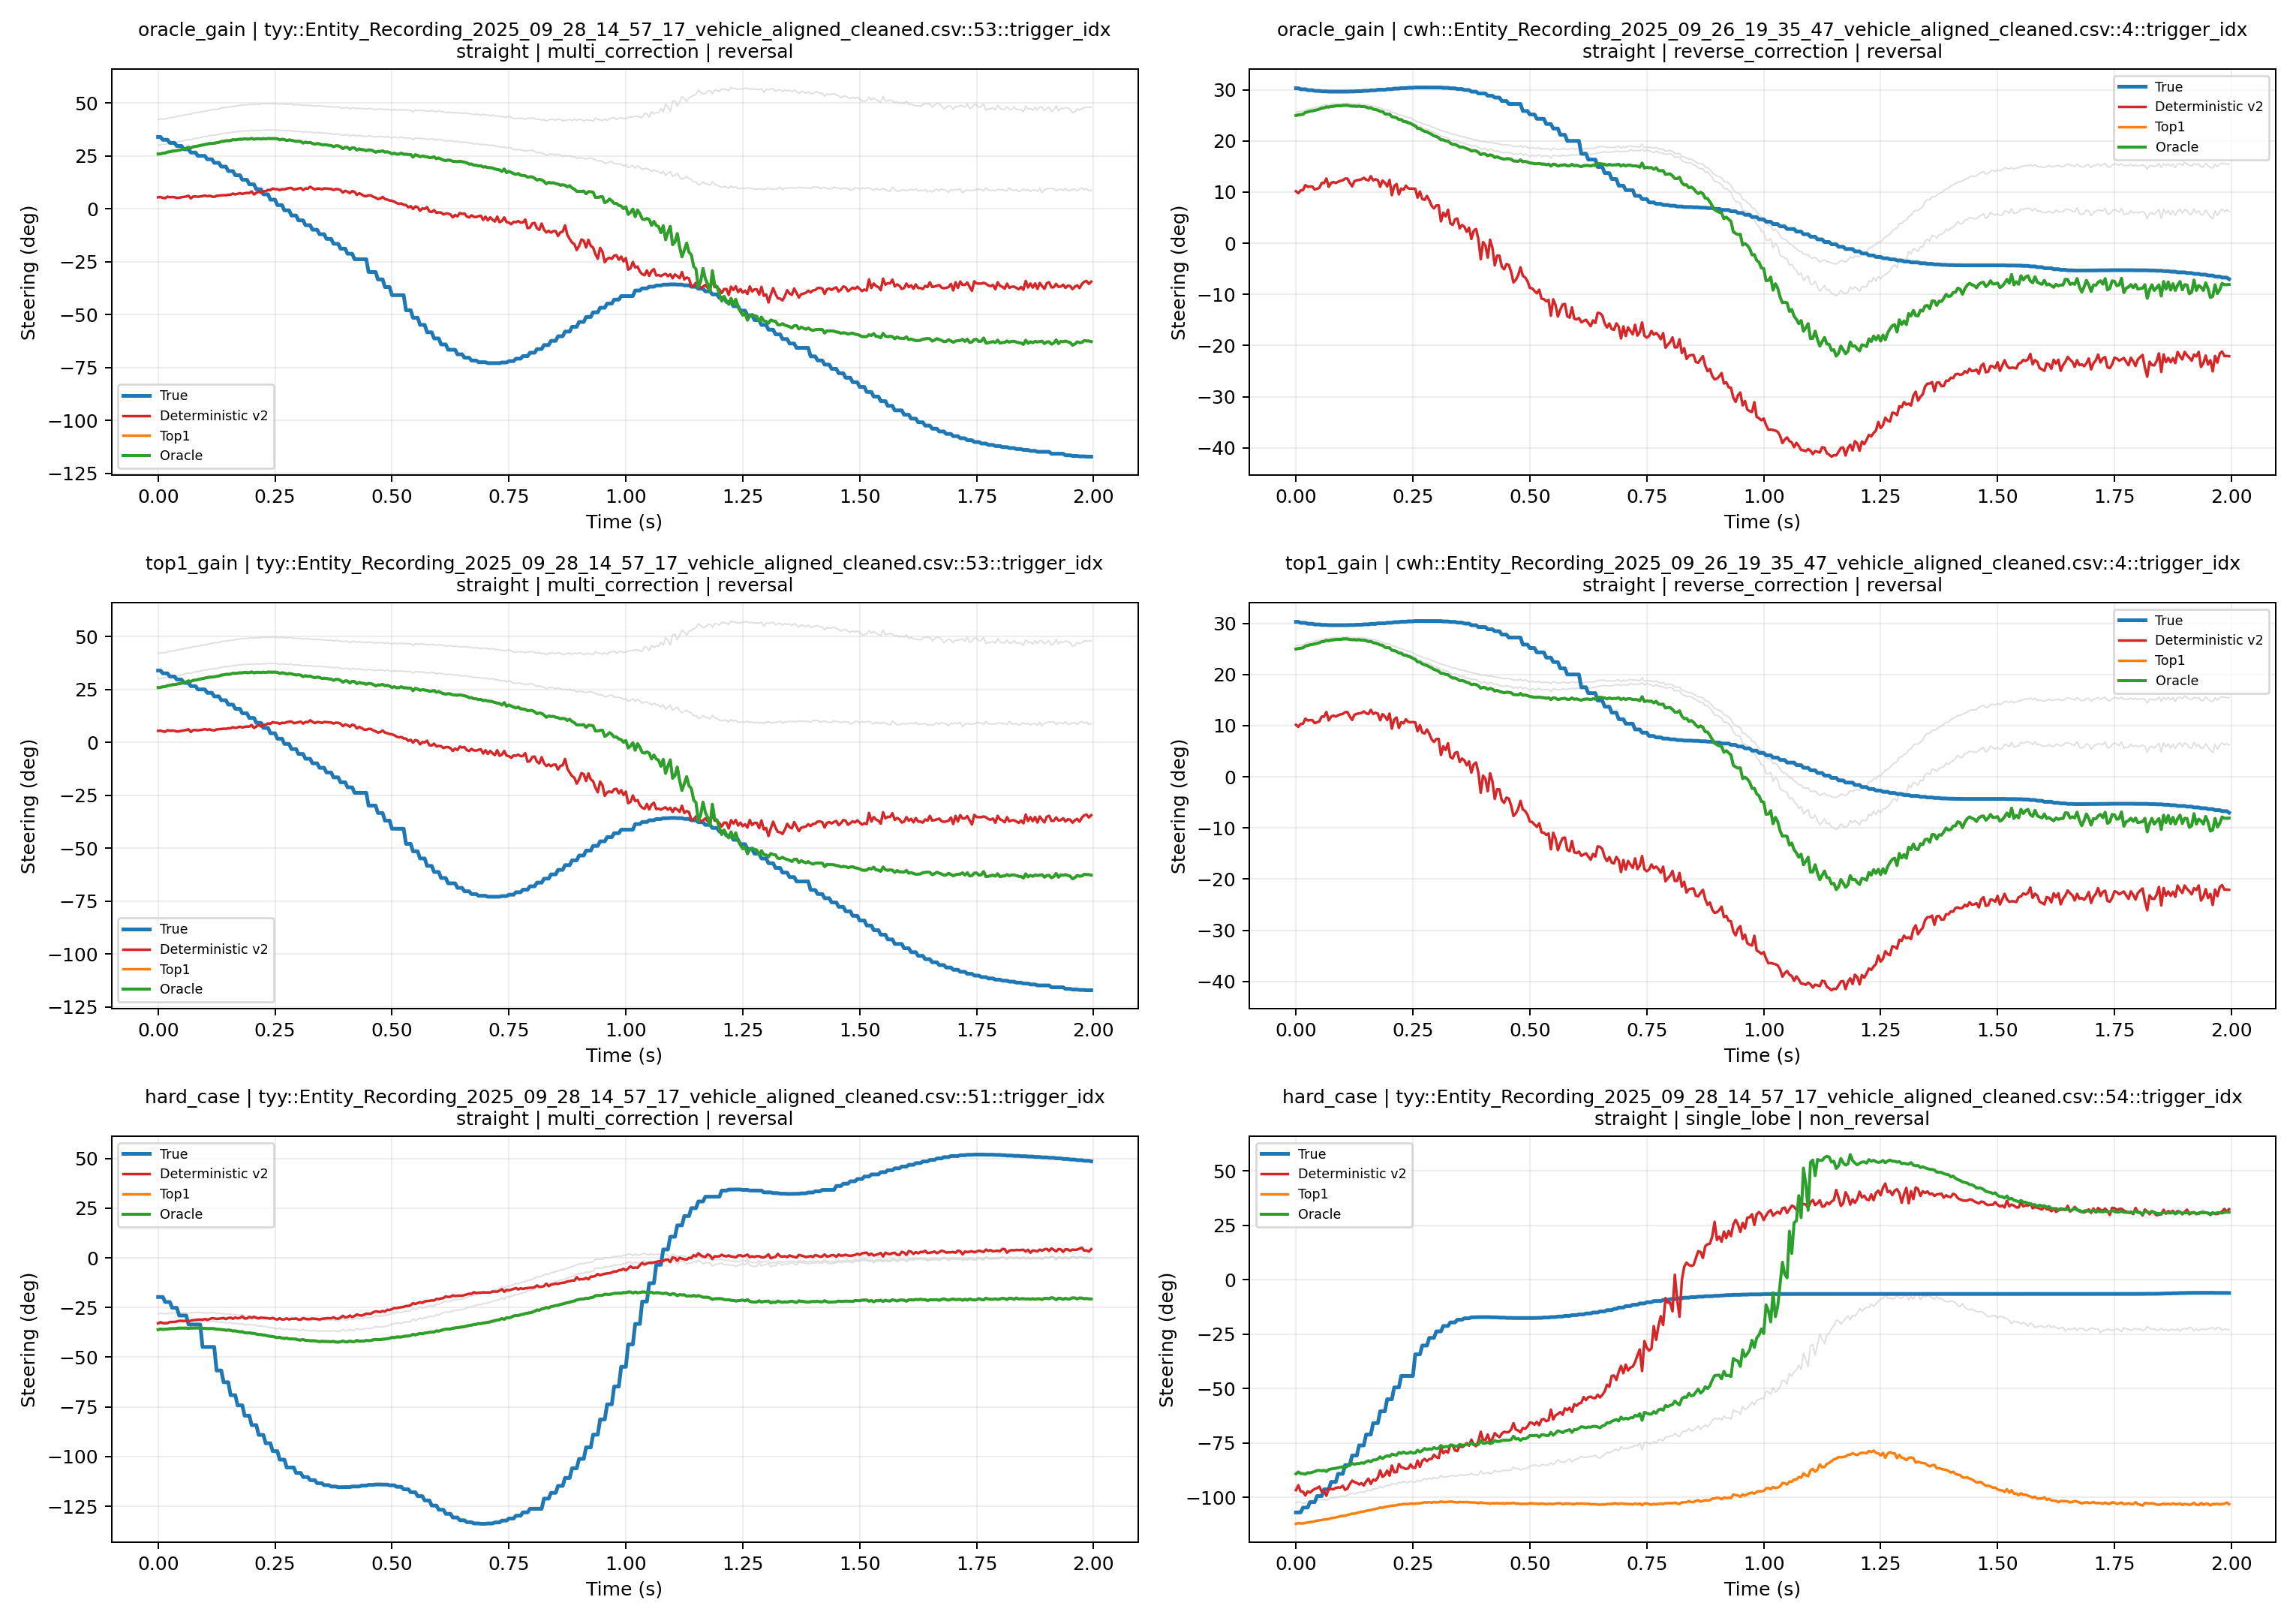 oracle_gain | tyy::Entity_Recording_2025_09_28_14_57_17_vehicle_aligned_cleaned.csv::53::trigger_idx
straight | multi_correction | reversal
50
25
0
−25
−50
−75
−100
−125
Steering (deg)
True
Deterministic v2
Top1
Oracle
0.00 0.25 0.50 0.75 1.00 1.25 1.50 1.75 2.00
Time (s)
oracle_gain | cwh::Entity_Recording_2025_09_26_19_35_47_vehicle_aligned_cleaned.csv::4::trigger_idx
straight | reverse_correction | reversal
30
20
10
0
−10
−20
−30
−40
Steering (deg)
True
Deterministic v2
Top1
Oracle
0.00 0.25 0.50 0.75 1.00 1.25 1.50 1.75 2.00
Time (s)
top1_gain | tyy::Entity_Recording_2025_09_28_14_57_17_vehicle_aligned_cleaned.csv::53::trigger_idx
straight | multi_correction | reversal
50
25
0
−25
−50
−75
−100
−125
Steering (deg)
True
Deterministic v2
Top1
Oracle
0.00 0.25 0.50 0.75 1.00 1.25 1.50 1.75 2.00
Time (s)
top1_gain | cwh::Entity_Recording_2025_09_26_19_35_47_vehicle_aligned_cleaned.csv::4::trigger_idx
straight | reverse_correction | reversal
30
20
10
0
−10
−20
−30
−40
Steering (deg)
True
Deterministic v2
Top1
Oracle
0.00 0.25 0.50 0.75 1.00 1.25 1.50 1.75 2.00
Time (s)
hard_case | tyy::Entity_Recording_2025_09_28_14_57_17_vehicle_aligned_cleaned.csv::51::trigger_idx
straight | multi_correction | reversal
50
25
0
−25
−50
−75
−100
−125
Steering (deg)
True
Deterministic v2
Top1
Oracle
0.00 0.25 0.50 0.75 1.00 1.25 1.50 1.75 2.00
Time (s)
hard_case | tyy::Entity_Recording_2025_09_28_14_57_17_vehicle_aligned_cleaned.csv::54::trigger_idx
straight | single_lobe | non_reversal
50
25
0
−25
−50
−75
−100
Steering (deg)
True
Deterministic v2
Top1
Oracle
0.00 0.25 0.50 0.75 1.00 1.25 1.50 1.75 2.00
Time (s)